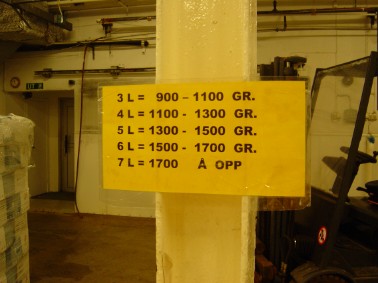 3 L = 900 - 1100 GR.
4 L = 1100 - 1300 GR.
5 L = 1300 - 1500 GR.
6 L = 1500 - 1700 GR.
7 L = 1700 Å OPP